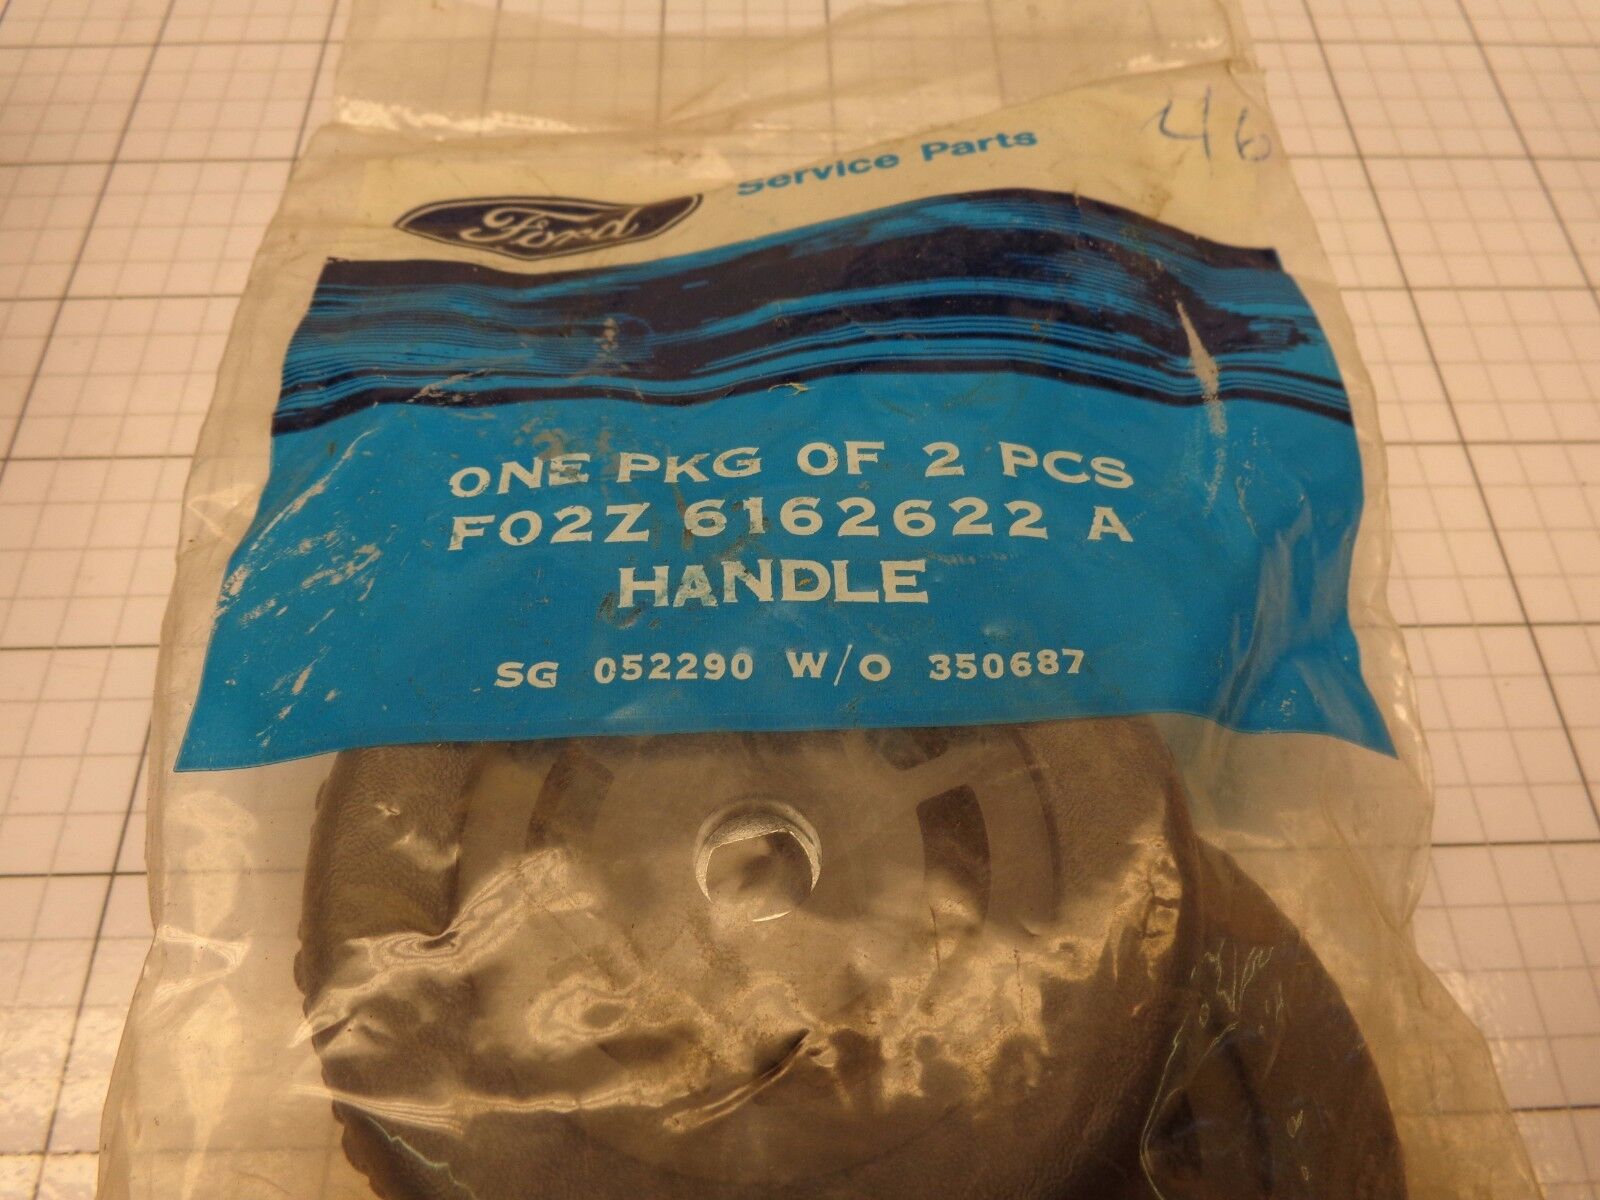 46
Service Parts
Ford
ONE PKG OF 2 PCS
F02Z 6162622 A
HANDLE
SG 052290 W/O 350687